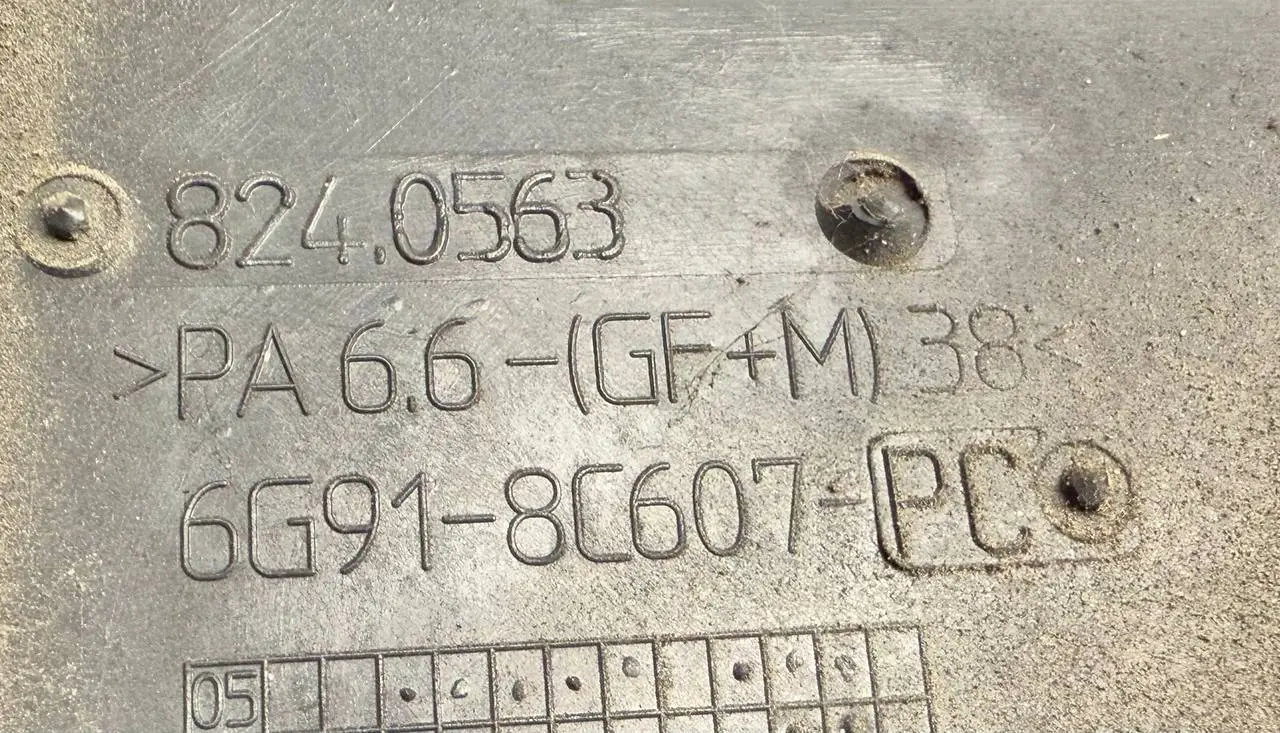 824.0563
>PA 6.6-(GF+M)38<
6G91-8C607-PC
05